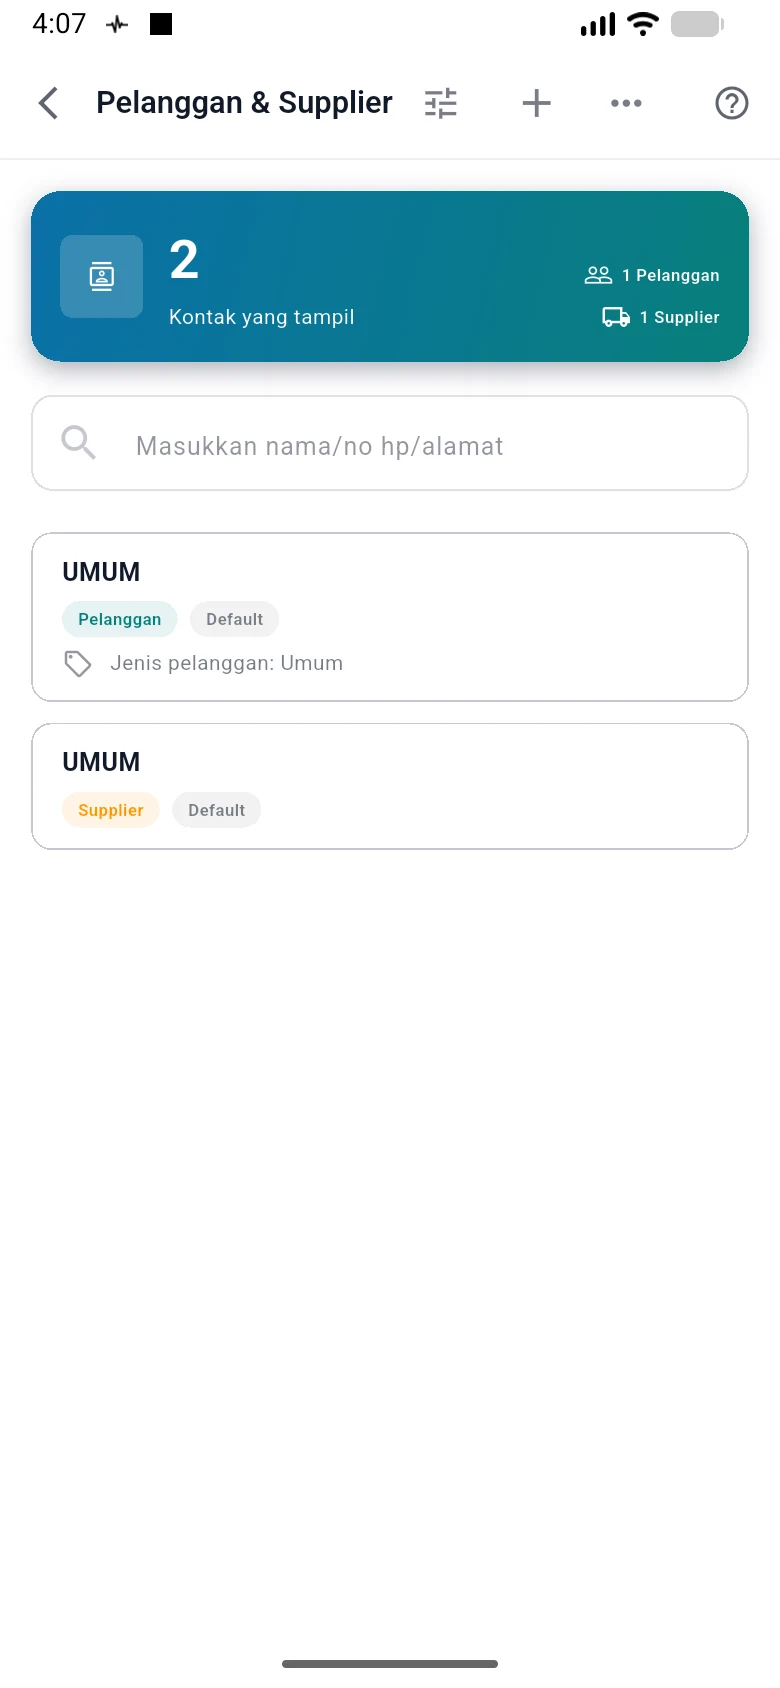 4:07
Pelanggan & Supplier
2
Kontak yang tampil
1 Pelanggan
1 Supplier
Masukkan nama/no hp/alamat
UMUM
Pelanggan
Default
Jenis pelanggan: Umum
UMUM
Supplier
Default